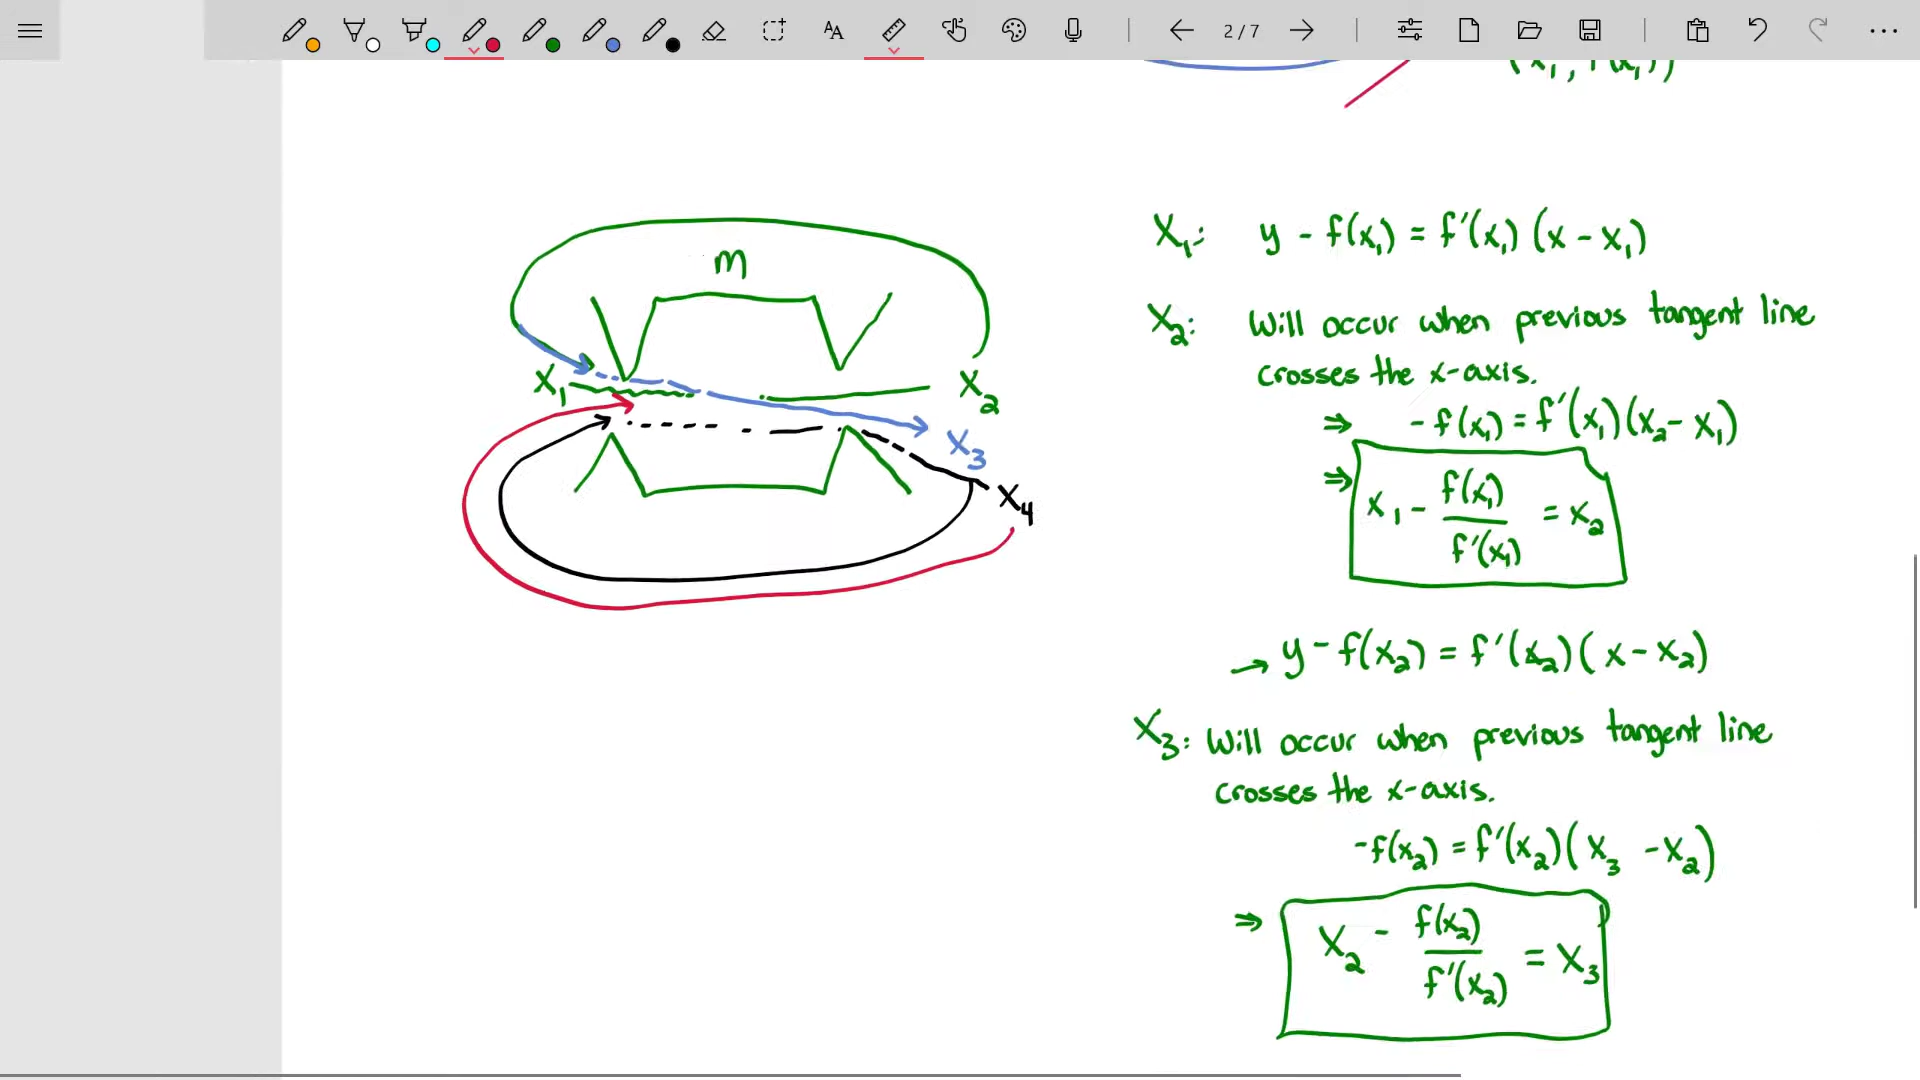 2 / 7
(x₁, f(x₁))
m
X₁
X₂
X₃
X₄
X₁: y - f(x₁) = f'(x₁) (x - x₁)
X₂: Will occur when previous tangent line
crosses the x-axis.
⇒ - f(x₁) = f'(x₁)(x₂ - x₁)
⇒ x₁ - f(x₁)/f'(x₁) = x₂
→ y - f(x₂) = f'(x₂)(x - x₂)
X₃: Will occur when previous tangent line
crosses the x-axis.
-f(x₂) = f'(x₂)(x₃ - x₂)
⇒ X₂ - f(x₂)/f'(x₂) = X₃